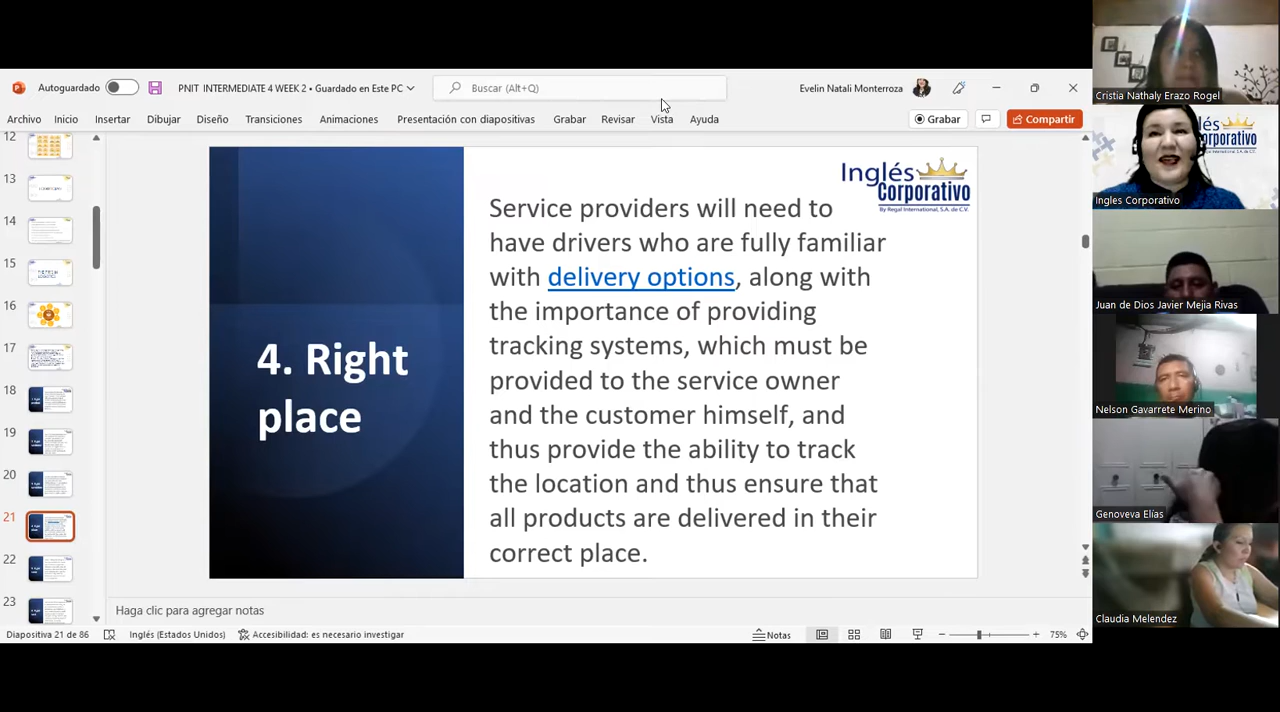 Autoguardado
PNIT INTERMEDIATE 4 WEEK 2 • Guardado en Este PC
Buscar (Alt+Q)
Evelin Natali Monterroza
Archivo Inicio Insertar Dibujar Diseño Transiciones Animaciones Presentación con diapositivas Grabar Revisar Vista Ayuda
Grabar
Compartir
12
13
14
15
16
17
18
19
20
21
22
23
4. Right
place
Inglés
Corporativo
By Regal International, S.A. de C.V.
Service providers will need to
have drivers who are fully familiar
with delivery options, along with
the importance of providing
tracking systems, which must be
provided to the service owner
and the customer himself, and
thus provide the ability to track
the location and thus ensure that
all products are delivered in their
correct place.
Haga clic para agregar notas
Diapositiva 21 de 86 Inglés (Estados Unidos) Accesibilidad: es necesario investigar Notas 75%
Cristia Nathaly Erazo Rogel
Ingles Corporativo
Juan de Dios Javier Mejia Rivas
Nelson Gavarrete Merino
Genoveva Elías
Claudia Melendez